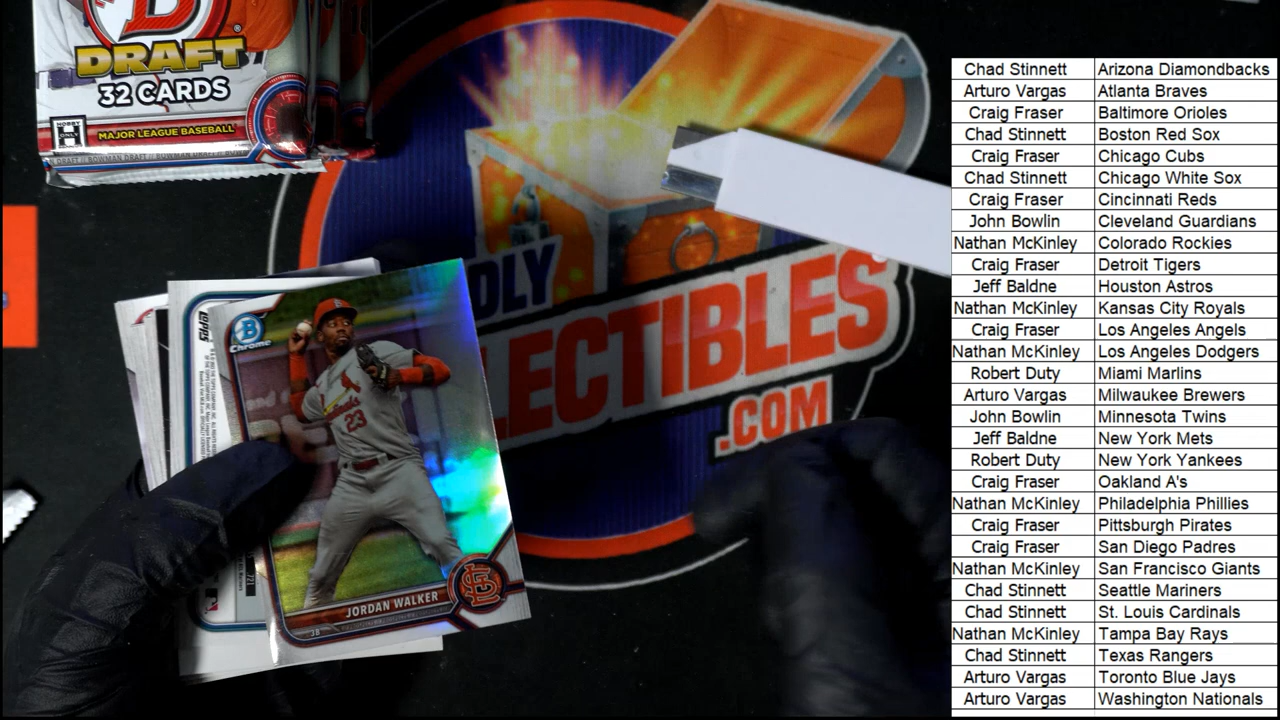 DRAFT
32 CARDS
HOBBY
ONLY
MAJOR LEAGUE BASEBALL
DLY
LECTIBLES
.COM
TOPPS
B
Chrome
Cardinals
23
JORDAN WALKER
JB
Chad Stinnett Arizona Diamondbacks
Arturo Vargas Atlanta Braves
Craig Fraser Baltimore Orioles
Chad Stinnett Boston Red Sox
Craig Fraser Chicago Cubs
Chad Stinnett Chicago White Sox
Craig Fraser Cincinnati Reds
John Bowlin Cleveland Guardians
Nathan McKinley Colorado Rockies
Craig Fraser Detroit Tigers
Jeff Baldne Houston Astros
Nathan McKinley Kansas City Royals
Craig Fraser Los Angeles Angels
Nathan McKinley Los Angeles Dodgers
Robert Duty Miami Marlins
Arturo Vargas Milwaukee Brewers
John Bowlin Minnesota Twins
Jeff Baldne New York Mets
Robert Duty New York Yankees
Craig Fraser Oakland A's
Nathan McKinley Philadelphia Phillies
Craig Fraser Pittsburgh Pirates
Craig Fraser San Diego Padres
Nathan McKinley San Francisco Giants
Chad Stinnett Seattle Mariners
Chad Stinnett St. Louis Cardinals
Nathan McKinley Tampa Bay Rays
Chad Stinnett Texas Rangers
Arturo Vargas Toronto Blue Jays
Arturo Vargas Washington Nationals